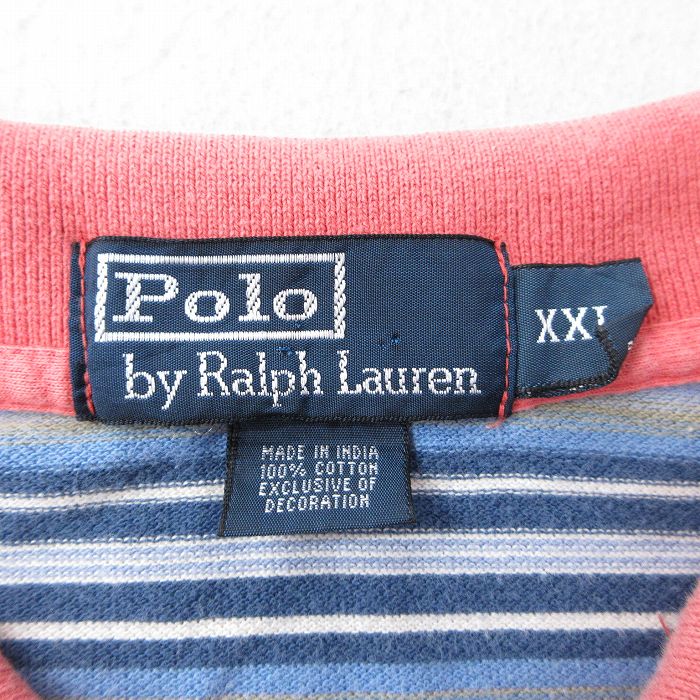 Polo
by Ralph Lauren
XXL
MADE IN INDIA
100% COTTON
EXCLUSIVE OF
DECORATION